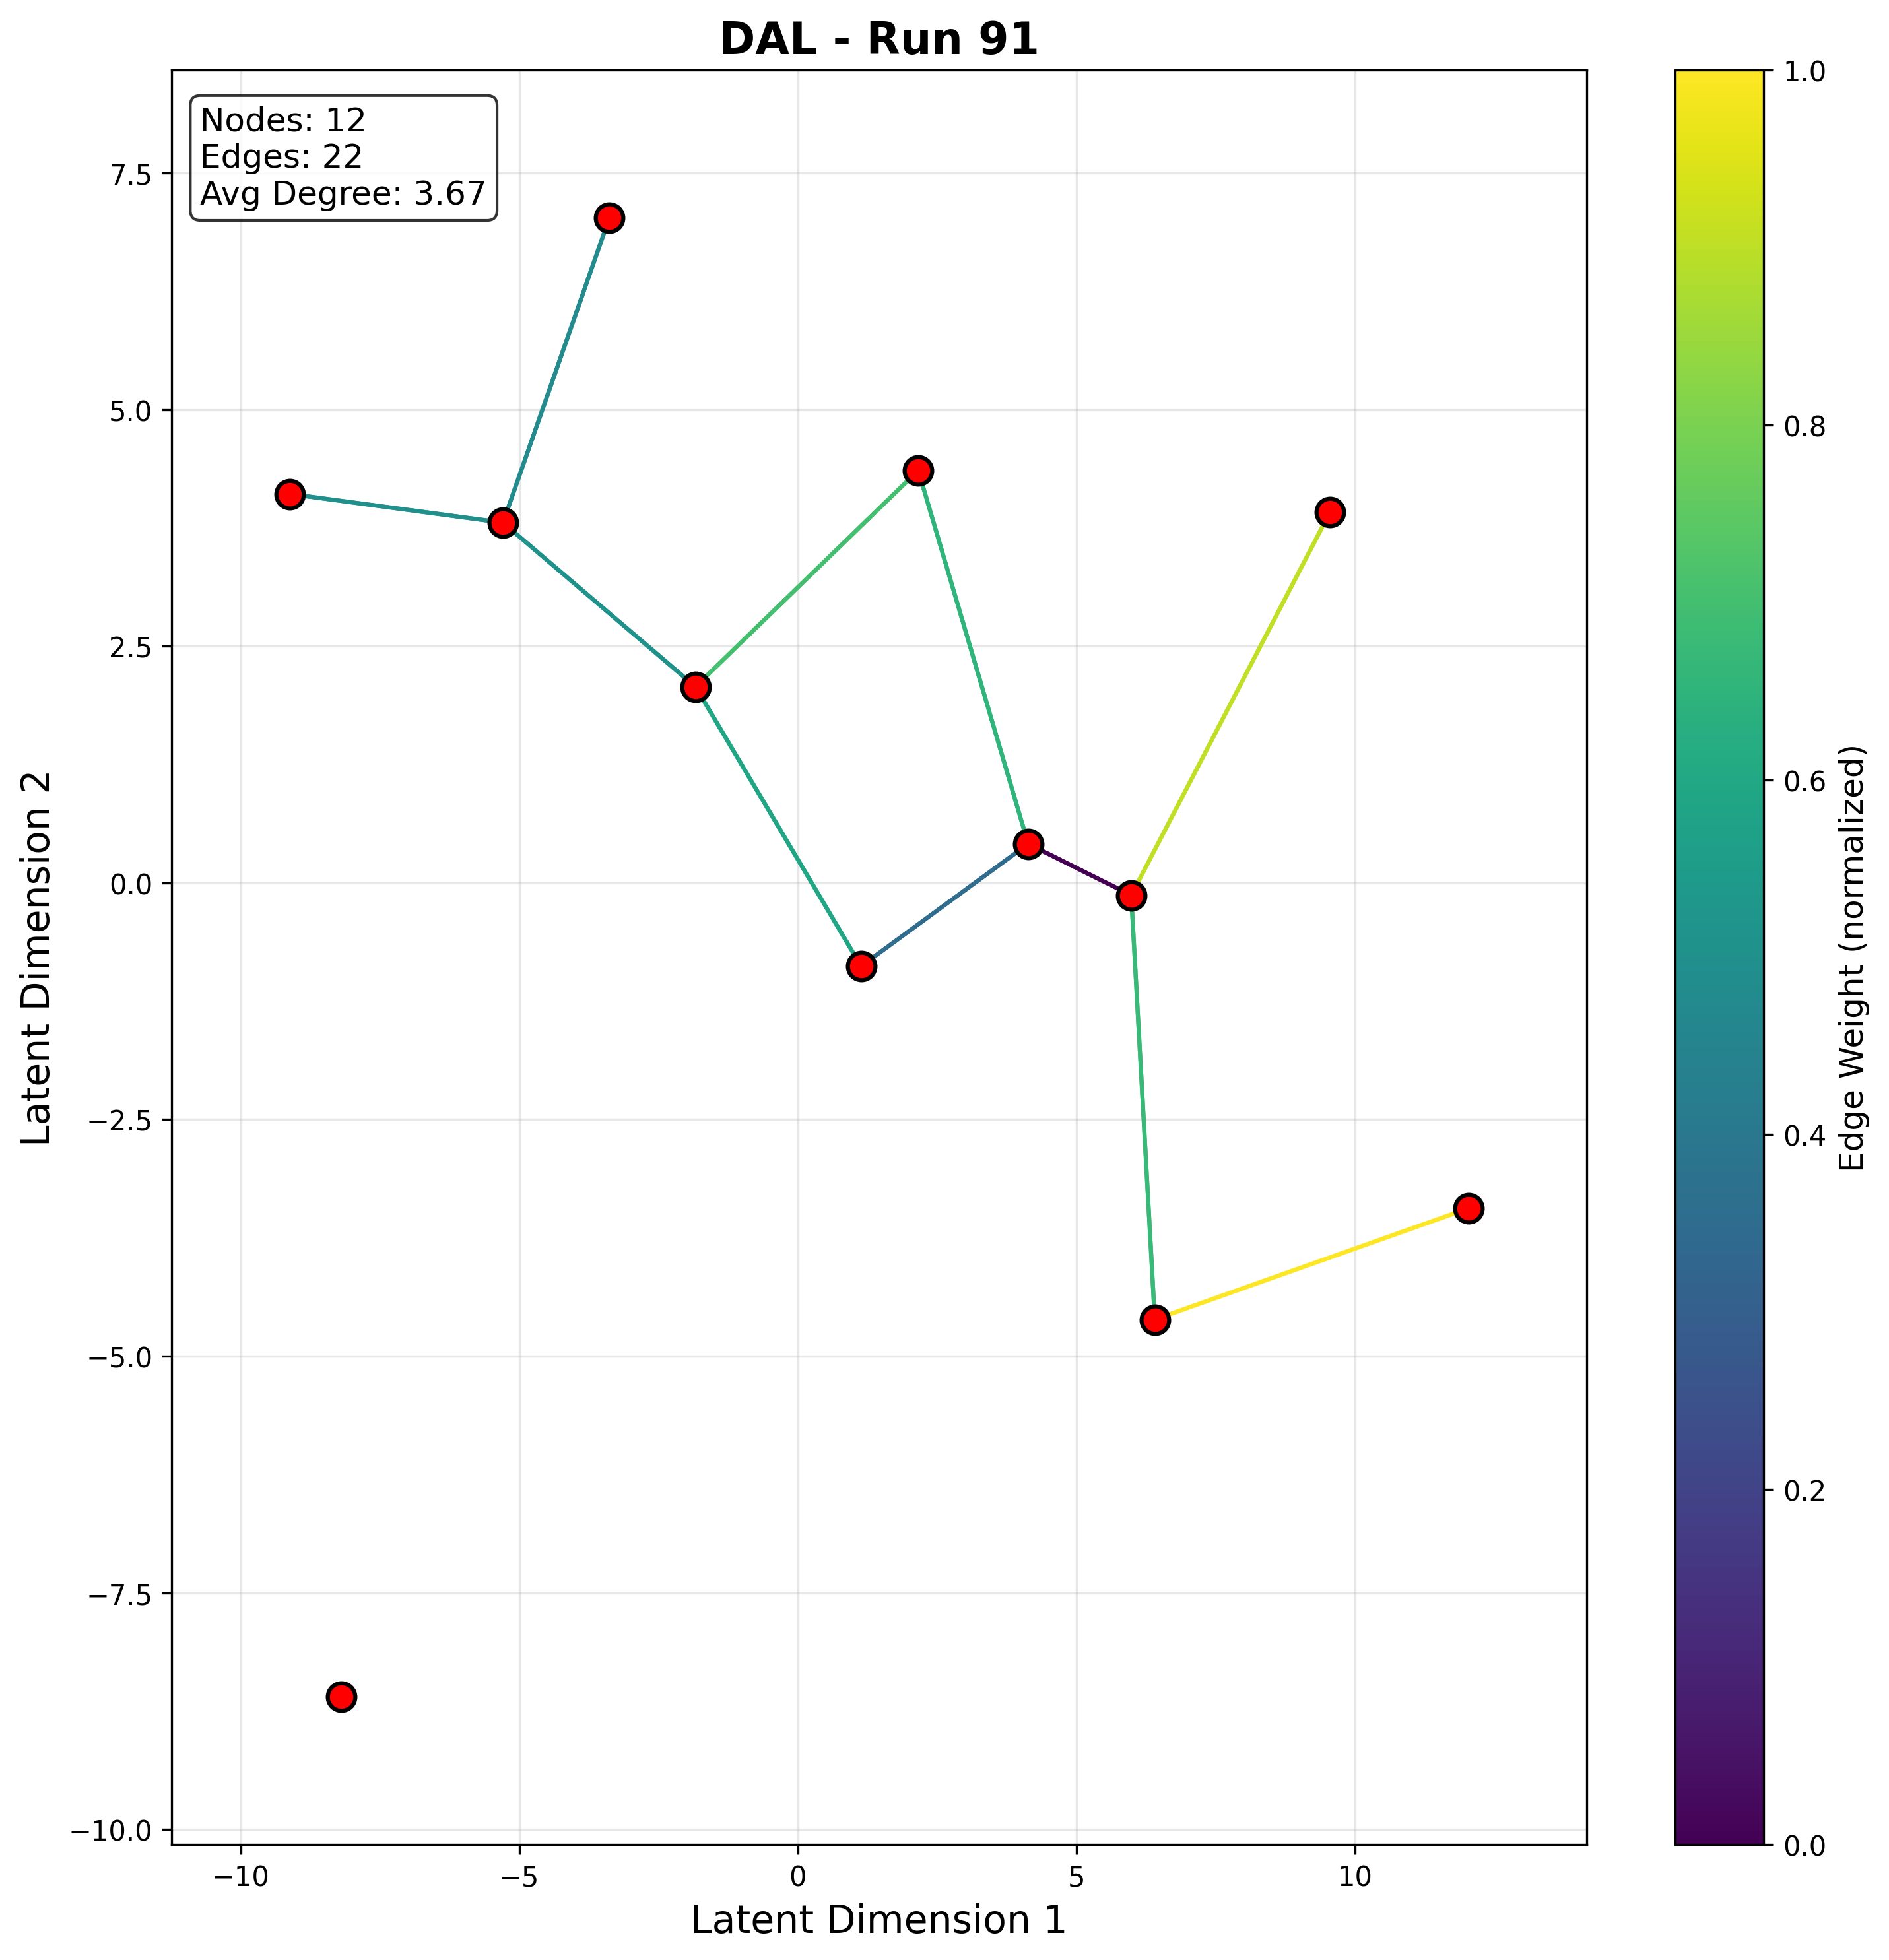 DAL - Run 91
Nodes: 12
Edges: 22
Avg Degree: 3.67
7.5
5.0
2.5
0.0
−2.5
−5.0
−7.5
−10.0
Latent Dimension 2
−10
−5
0
5
10
Latent Dimension 1
1.0
0.8
0.6
0.4
0.2
0.0
Edge Weight (normalized)